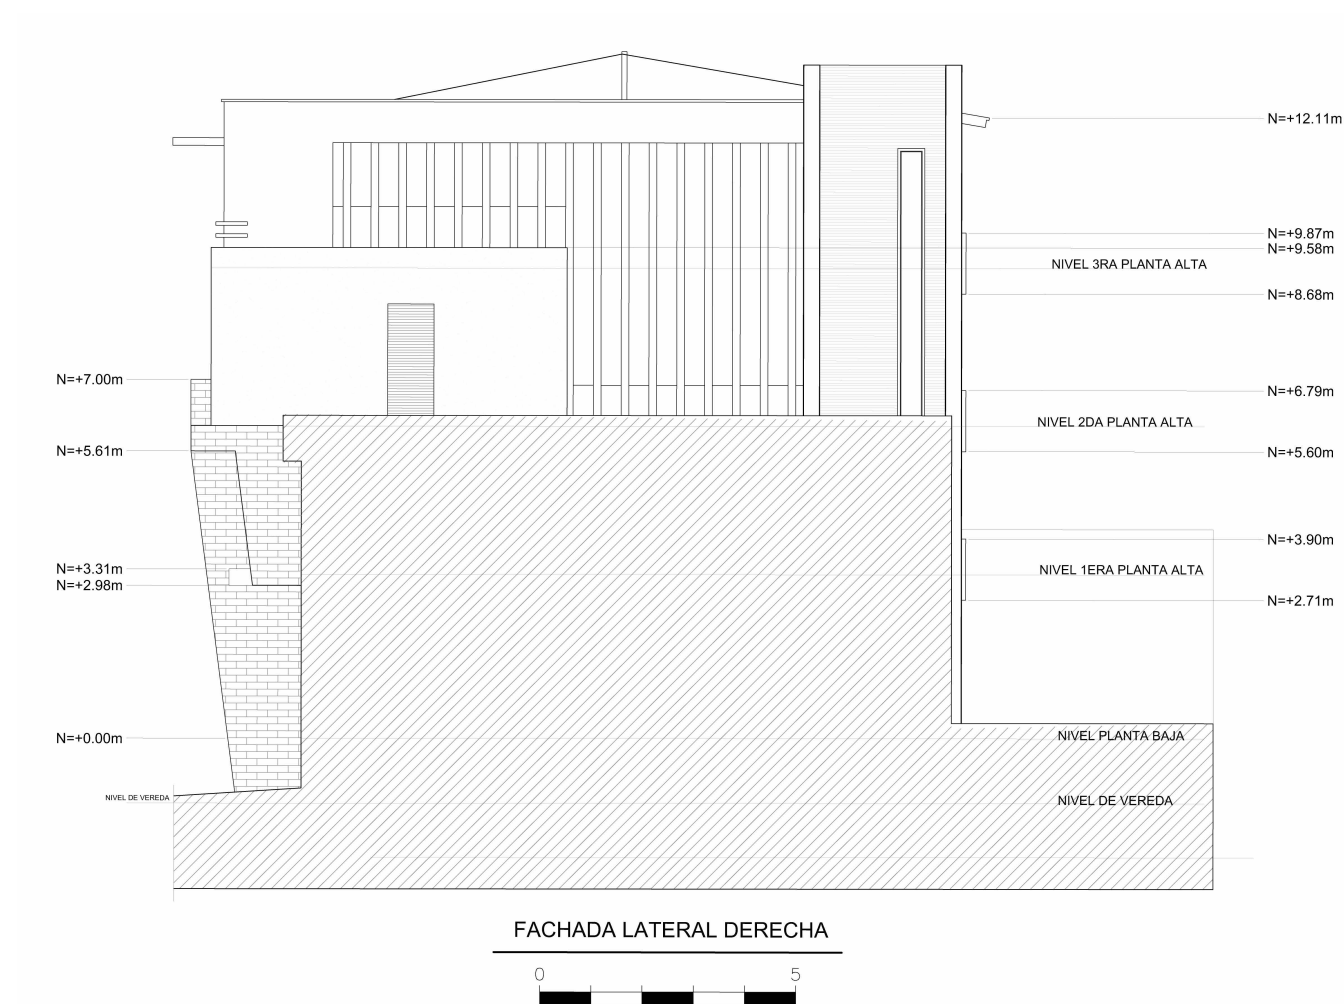 N=+12.11m
N=+9.87m
N=+9.58m
NIVEL 3RA PLANTA ALTA
N=+8.68m
N=+7.00m
N=+6.79m
NIVEL 2DA PLANTA ALTA
N=+5.61m
N=+5.60m
N=+3.90m
N=+3.31m
NIVEL 1ERA PLANTA ALTA
N=+2.98m
N=+2.71m
N=+0.00m
NIVEL PLANTA BAJA
NIVEL DE VEREDA
NIVEL DE VEREDA
FACHADA LATERAL DERECHA
0 5